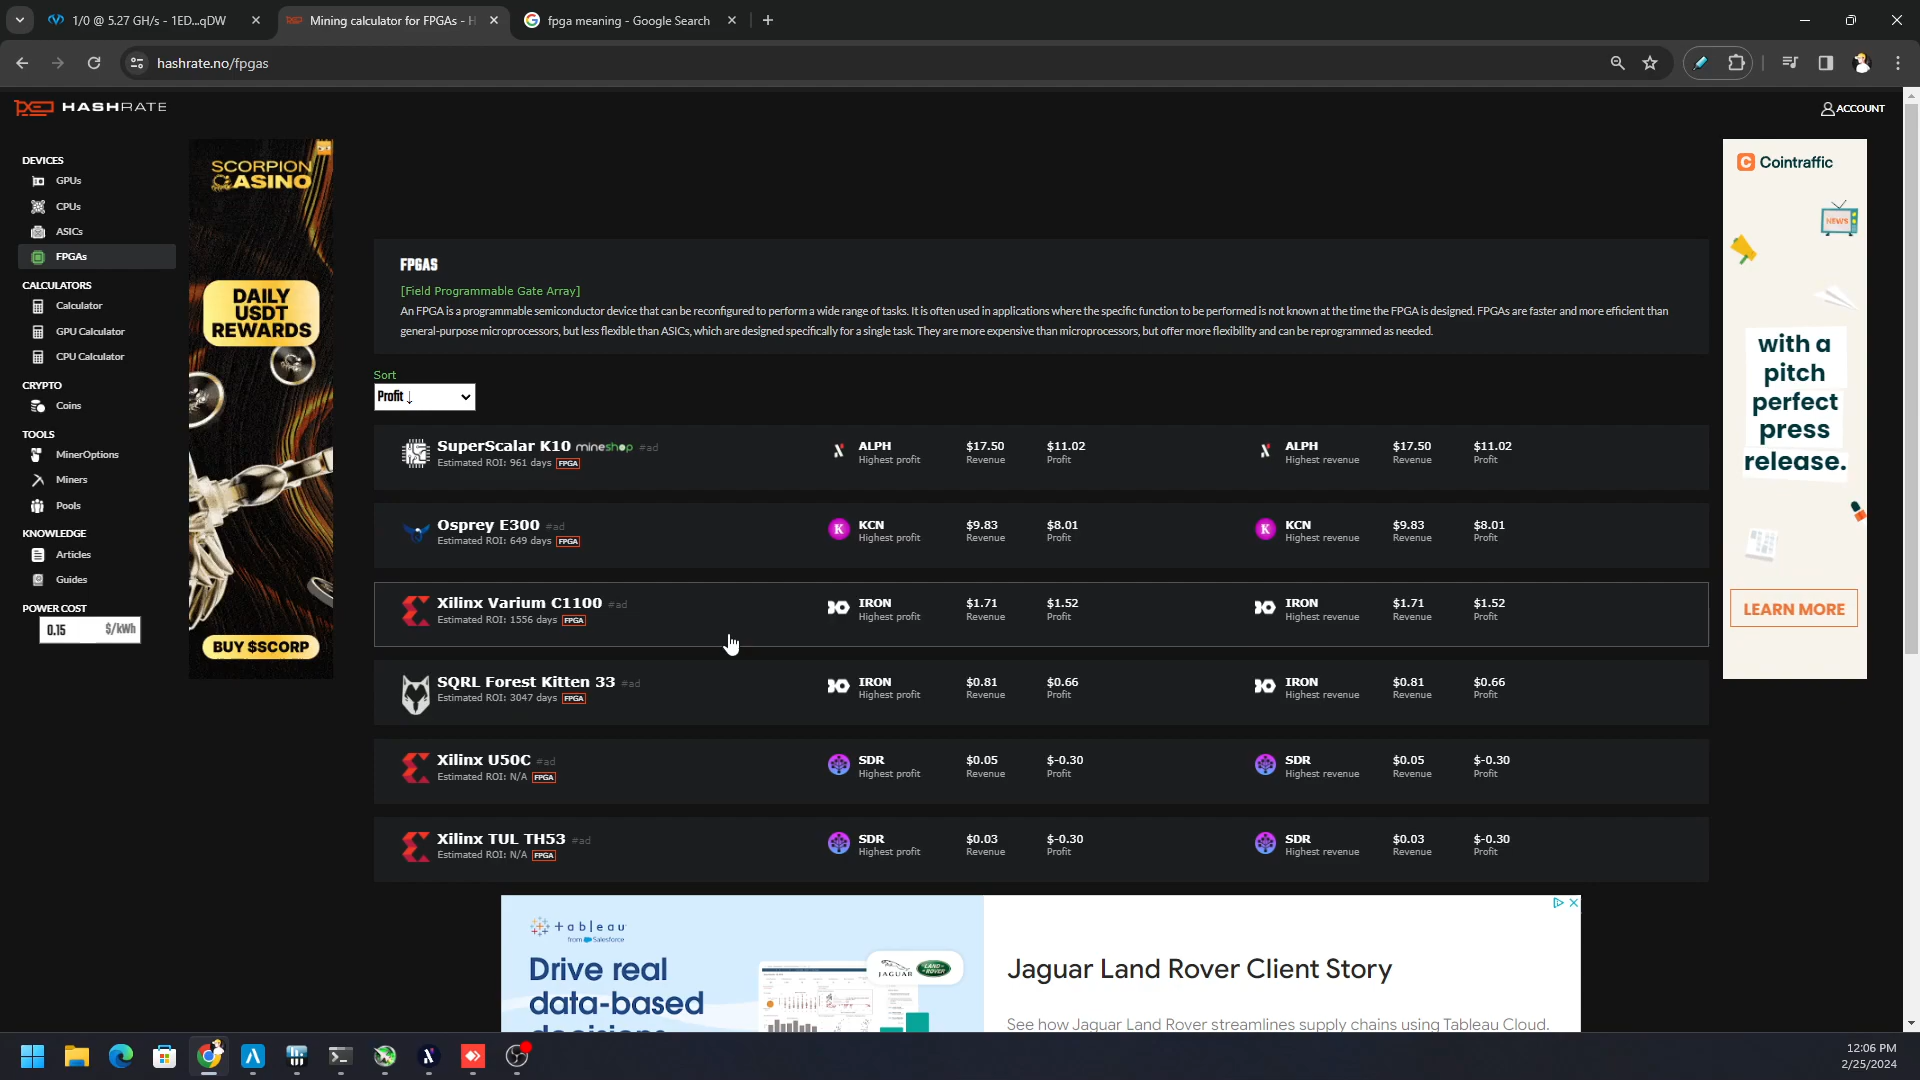 1/0 @ 5.27 GH/s - 1ED...qDW
Mining calculator for FPGAs - H
fpga meaning - Google Search
hashrate.no/fpgas
HASHRATE
ACCOUNT
DEVICES
GPUs
CPUs
ASICs
FPGAs
CALCULATORS
Calculator
GPU Calculator
CPU Calculator
CRYPTO
Coins
TOOLS
MinerOptions
Miners
Pools
KNOWLEDGE
Articles
Guides
POWER COST
0.15 $/kWh
SCORPION
CASINO
DAILY
USDT
REWARDS
BUY $SCORP
FPGAS
[Field Programmable Gate Array]
An FPGA is a programmable semiconductor device that can be reconfigured to perform a wide range of tasks. It is often used in applications where the specific function to be performed is not known at the time the FPGA is designed. FPGAs are faster and more efficient than
general-purpose microprocessors, but less flexible than ASICs, which are designed specifically for a single task. They are more expensive than microprocessors, but offer more flexibility and can be reprogrammed as needed.
Sort
Profit ↓
SuperScalar K10 mineshop #ad ALPH $17.50 $11.02 ALPH $17.50 $11.02
Estimated ROI: 961 days FPGA Highest profit Revenue Profit Highest revenue Revenue Profit
Osprey E300 #ad KCN $9.83 $8.01 KCN $9.83 $8.01
Estimated ROI: 649 days FPGA Highest profit Revenue Profit Highest revenue Revenue Profit
Xilinx Varium C1100 #ad IRON $1.71 $1.52 IRON $1.71 $1.52
Estimated ROI: 1556 days FPGA Highest profit Revenue Profit Highest revenue Revenue Profit
SQRL Forest Kitten 33 #ad IRON $0.81 $0.66 IRON $0.81 $0.66
Estimated ROI: 3047 days FPGA Highest profit Revenue Profit Highest revenue Revenue Profit
Xilinx U50C #ad SDR $0.05 $-0.30 SDR $0.05 $-0.30
Estimated ROI: N/A FPGA Highest profit Revenue Profit Highest revenue Revenue Profit
Xilinx TUL TH53 #ad SDR $0.03 $-0.30 SDR $0.03 $-0.30
Estimated ROI: N/A FPGA Highest profit Revenue Profit Highest revenue Revenue Profit
Cointraffic
NEWS
with a
pitch
perfect
press
release.
LEARN MORE
+ableau
from Salesforce
Drive real
data-based
decisions
JAGUAR
LAND ROVER
Jaguar Land Rover Client Story
See how Jaguar Land Rover streamlines supply chains using Tableau Cloud.
12:06 PM
2/25/2024